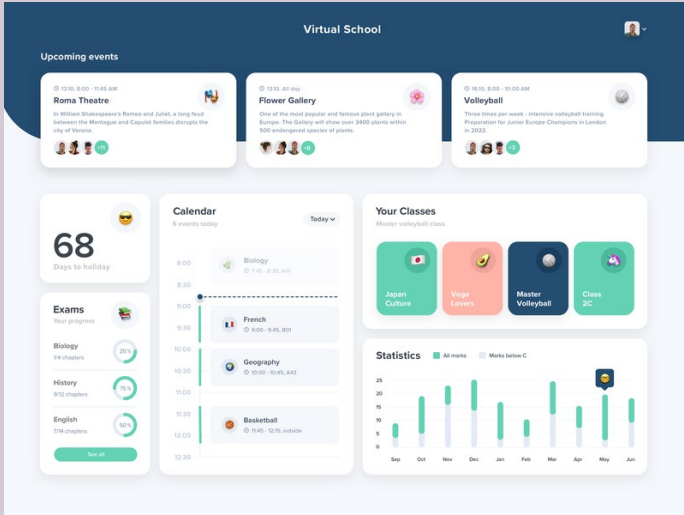 Virtual School
Upcoming events
13:10, 8:00 - 11:45 AM
Roma Theatre
In William Shakespeare's Romeo and Juliet, a long feud
between the Montague and Capulet families disrupts the
city of Verona.
+11
13:10, All day
Flower Gallery
One of the most popular and famous plant gallery in
Europe. The Gallery will show over 3400 plants within
500 endangered species of plants.
+8
16:10, 8:00 - 10:00 AM
Volleyball
Three times per week - intensive volleyball training.
Preparation for Junior Europe Champions in London
in 2022.
+3
68
Days to holiday
Exams
Your progress
Biology
1/4 chapters
25%
History
9/12 chapters
75%
English
7/14 chapters
50%
See all
Calendar
6 events today
Today
8:00
Biology
7:45 - 8:30, A01
8:30
9:00
French
9:00 - 9:45, B01
9:30
10:00
Geography
10:00 - 10:45, A43
10:30
11:00
11:30
Basketball
11:45 - 12:15, outside
12:00
12:30
Your Classes
Master volleyball class
Japan
Culture
Vege
Lovers
Master
Volleyball
Class
2C
Statistics
All marks
Marks below C
25
20
15
10
5
0
Sep Oct Nov Dec Jan Feb Mar Apr May Jun